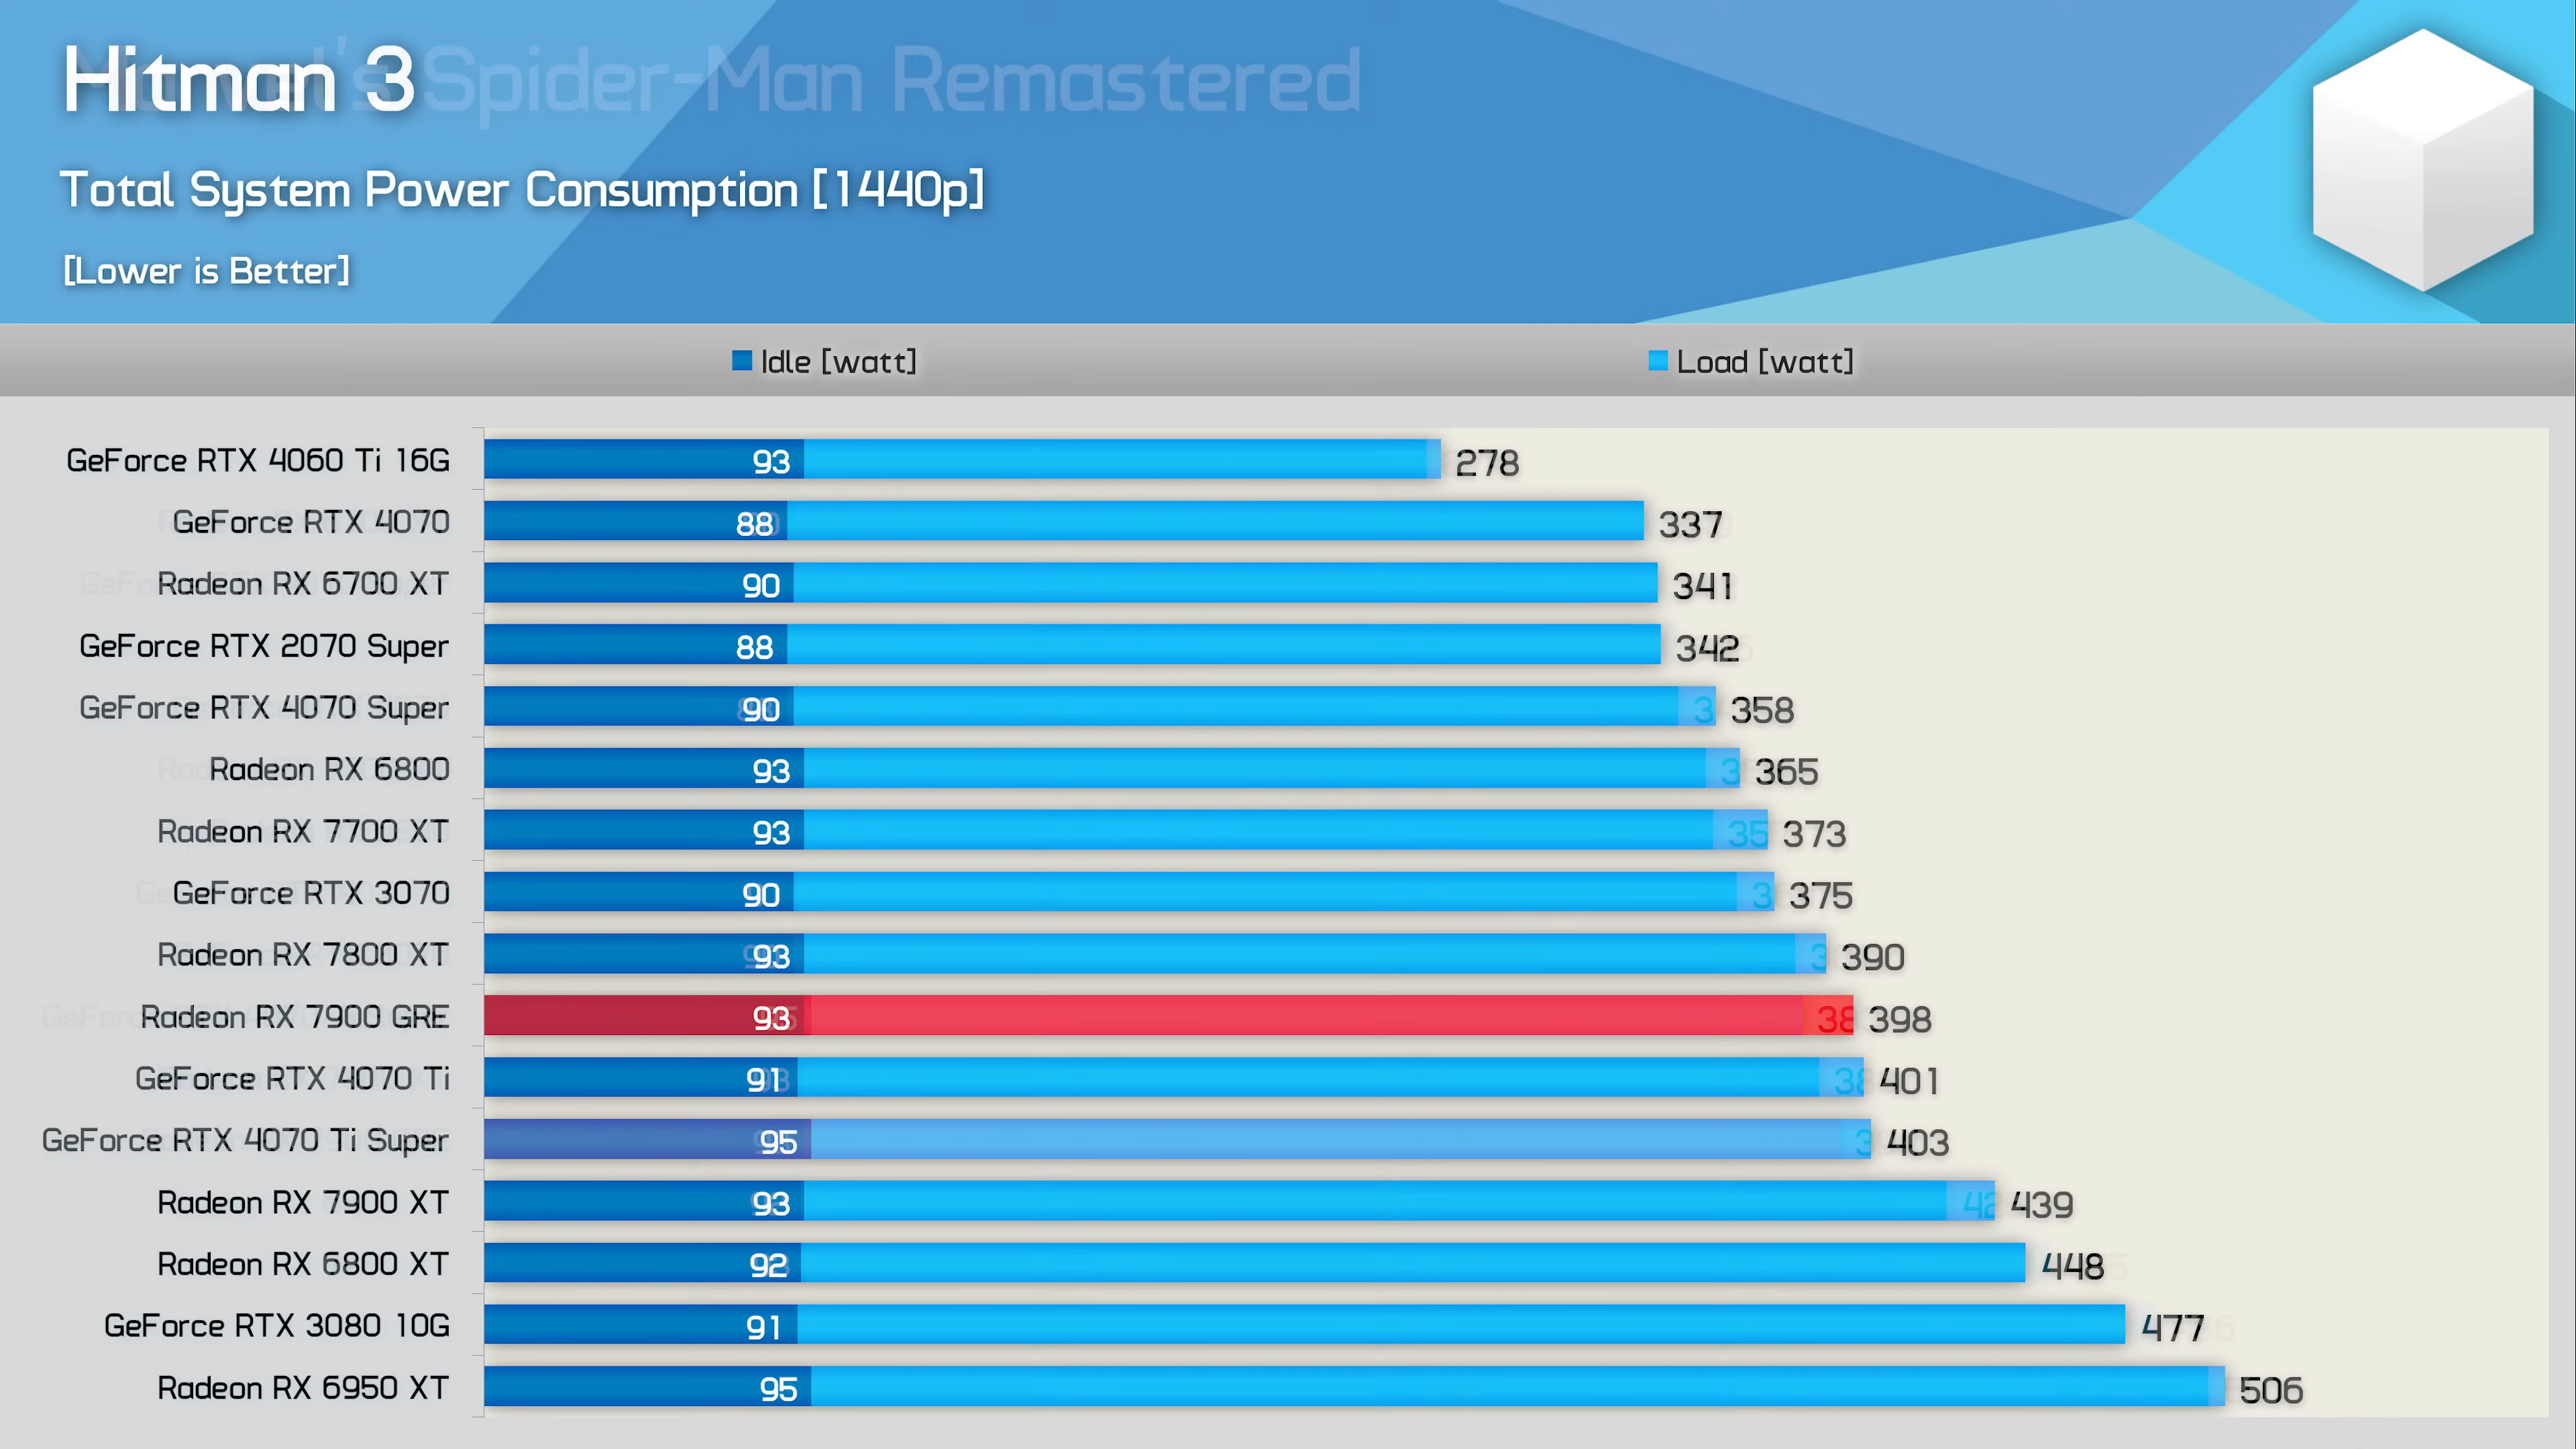 Hitman 3
Marvel's Spider-Man Remastered
Total System Power Consumption [1440p]
[Lower is Better]
Idle [watt] Load [watt]
GeForce RTX 4060 Ti 16G 93 278
GeForce RTX 4070 88 337
Radeon RX 6700 XT 90 341
GeForce RTX 2070 Super 88 342
GeForce RTX 4070 Super 90 358
Radeon RX 6800 93 365
Radeon RX 7700 XT 93 373
GeForce RTX 3070 90 375
Radeon RX 7800 XT 93 390
Radeon RX 7900 GRE 93 398
GeForce RTX 4070 Ti 91 401
GeForce RTX 4070 Ti Super 95 403
Radeon RX 7900 XT 93 439
Radeon RX 6800 XT 92 448
GeForce RTX 3080 10G 91 477
Radeon RX 6950 XT 95 506